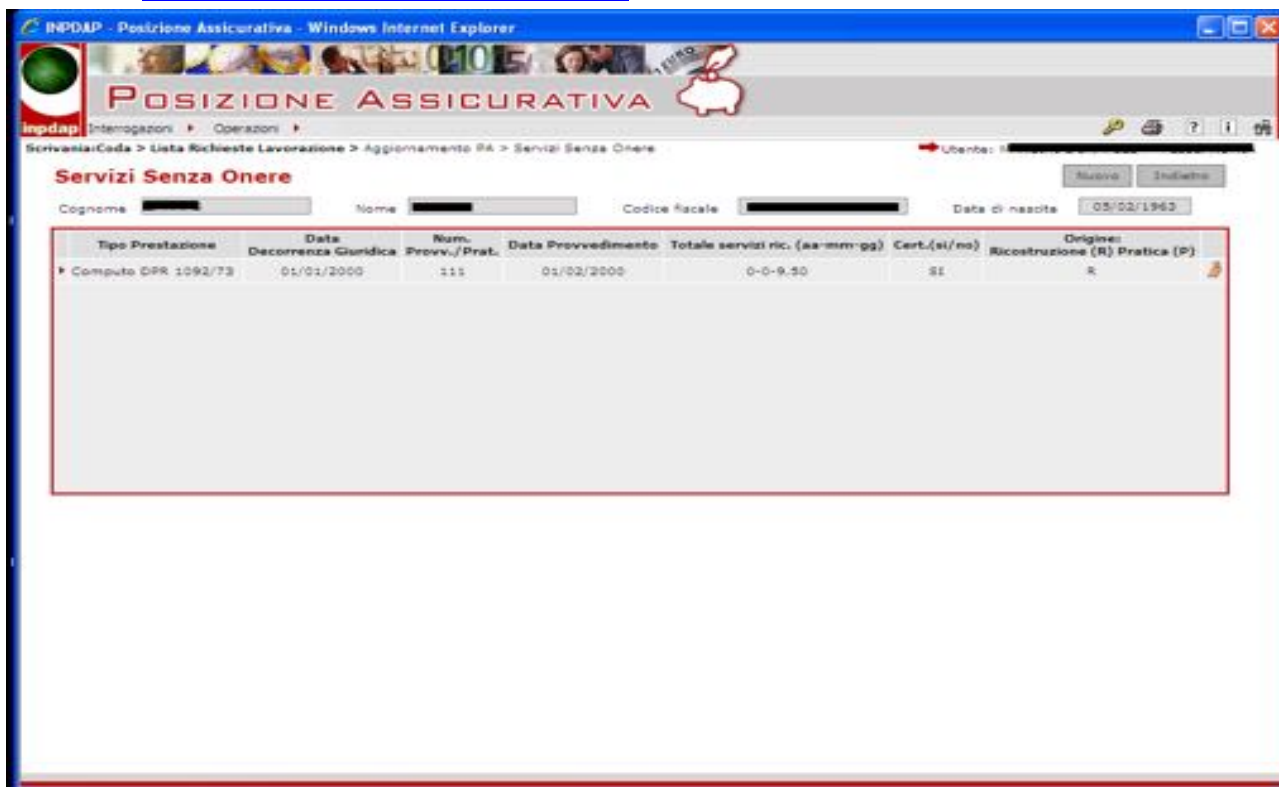 INPDAP - Posizione Assicurativa - Windows Internet Explorer
POSIZIONE ASSICURATIVA
inpdap Interrogazioni Operazioni ? i
Scrivania:Coda > Lista Richieste Lavorazione > Aggiornamento PA > Servizi Senza Onere Utente:
Servizi Senza Onere Nuovo Indietro
Cognome Nome Codice fiscale Data di nascita 05/02/1963
Tipo Prestazione Data Decorrenza Giuridica Num. Provv./Prat. Data Provvedimento Totale servizi ric. (aa-mm-gg) Cert.(si/no) Origine: Ricostruzione (R) Pratica (P)
Computo DPR 1092/73 01/01/2000 111 01/02/2000 0-0-9.50 SI R